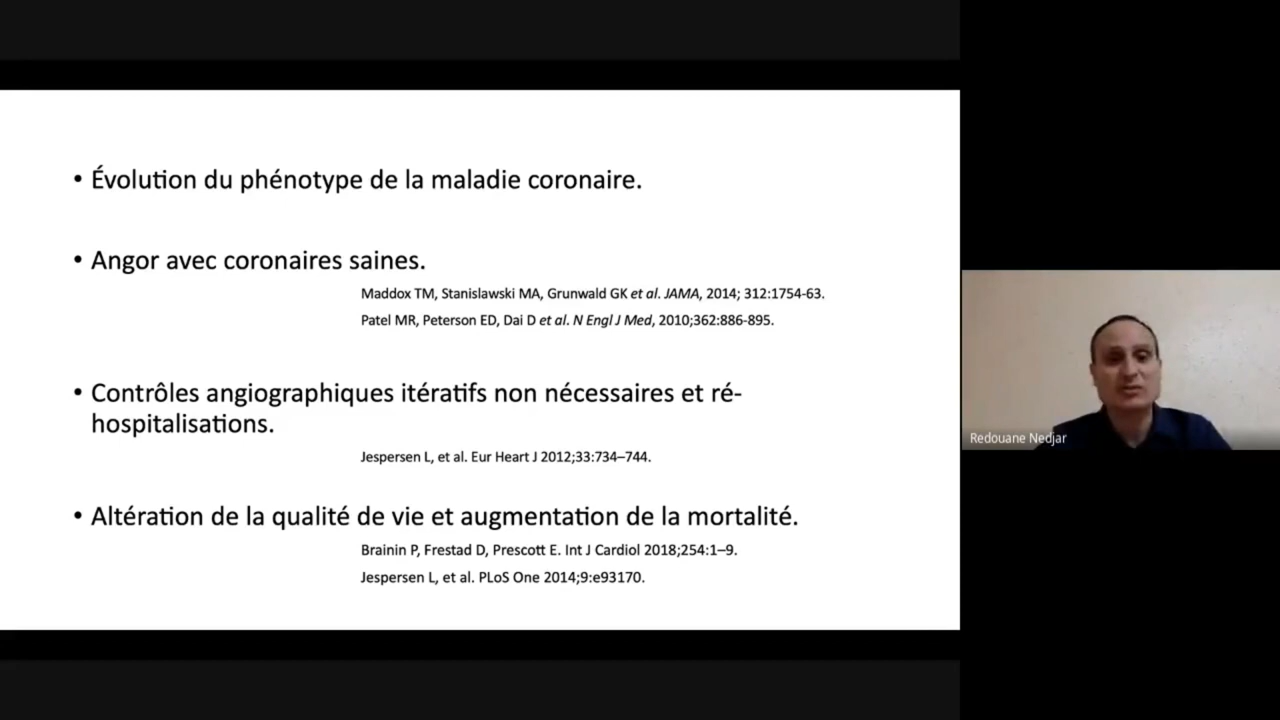 • Évolution du phénotype de la maladie coronaire.
• Angor avec coronaires saines.
Maddox TM, Stanislawski MA, Grunwald GK et al. JAMA, 2014; 312:1754-63.
Patel MR, Peterson ED, Dai D et al. N Engl J Med, 2010;362:886-895.
• Contrôles angiographiques itératifs non nécessaires et ré-
hospitalisations.
Jespersen L, et al. Eur Heart J 2012;33:734–744.
• Altération de la qualité de vie et augmentation de la mortalité.
Brainin P, Frestad D, Prescott E. Int J Cardiol 2018;254:1–9.
Jespersen L, et al. PLoS One 2014;9:e93170.
Redouane Nedjar